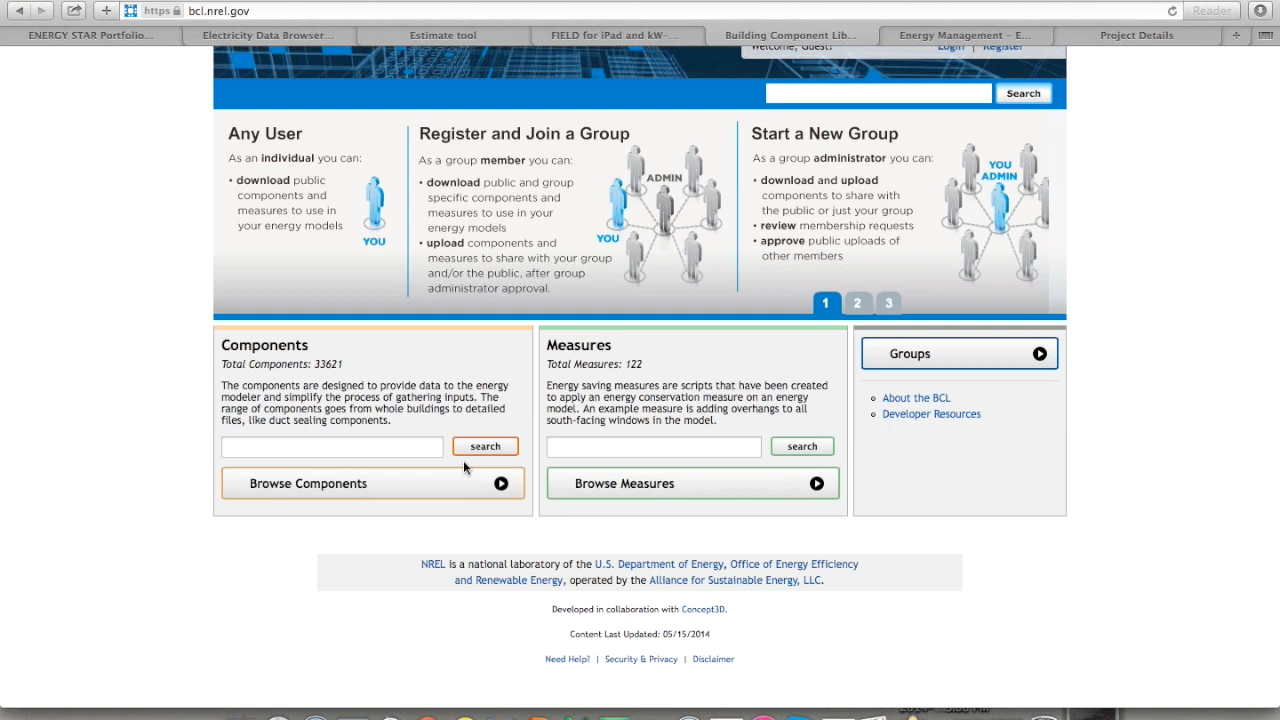 https bcl.nrel.gov Reader
ENERGY STAR Portfolio... Electricity Data Browser... Estimate tool FIELD for iPad and kW-... Building Component Lib... Energy Management – E... Project Details
Welcome, Guest! Login | Register
Search
Any User
As an individual you can:
• download public
components and
measures to use in
your energy models
YOU
Register and Join a Group
As a group member you can:
• download public and group
specific components and
measures to use in your
energy models
• upload components and
measures to share with your group
and/or the public, after group
administrator approval.
ADMIN
YOU
Start a New Group
As a group administrator you can:
• download and upload
components to share with
the public or just your group
• review membership requests
• approve public uploads of
other members
YOU
ADMIN
1 2 3
Components
Total Components: 33621
The components are designed to provide data to the energy
modeler and simplify the process of gathering inputs. The
range of components goes from whole buildings to detailed
files, like duct sealing components.
search
Browse Components
Measures
Total Measures: 122
Energy saving measures are scripts that have been created
to apply an energy conservation measure on an energy
model. An example measure is adding overhangs to all
south-facing windows in the model.
search
Browse Measures
Groups
About the BCL
Developer Resources
NREL is a national laboratory of the U.S. Department of Energy, Office of Energy Efficiency
and Renewable Energy, operated by the Alliance for Sustainable Energy, LLC.
Developed in collaboration with Concept3D.
Content Last Updated: 05/15/2014
Need Help? | Security & Privacy | Disclaimer